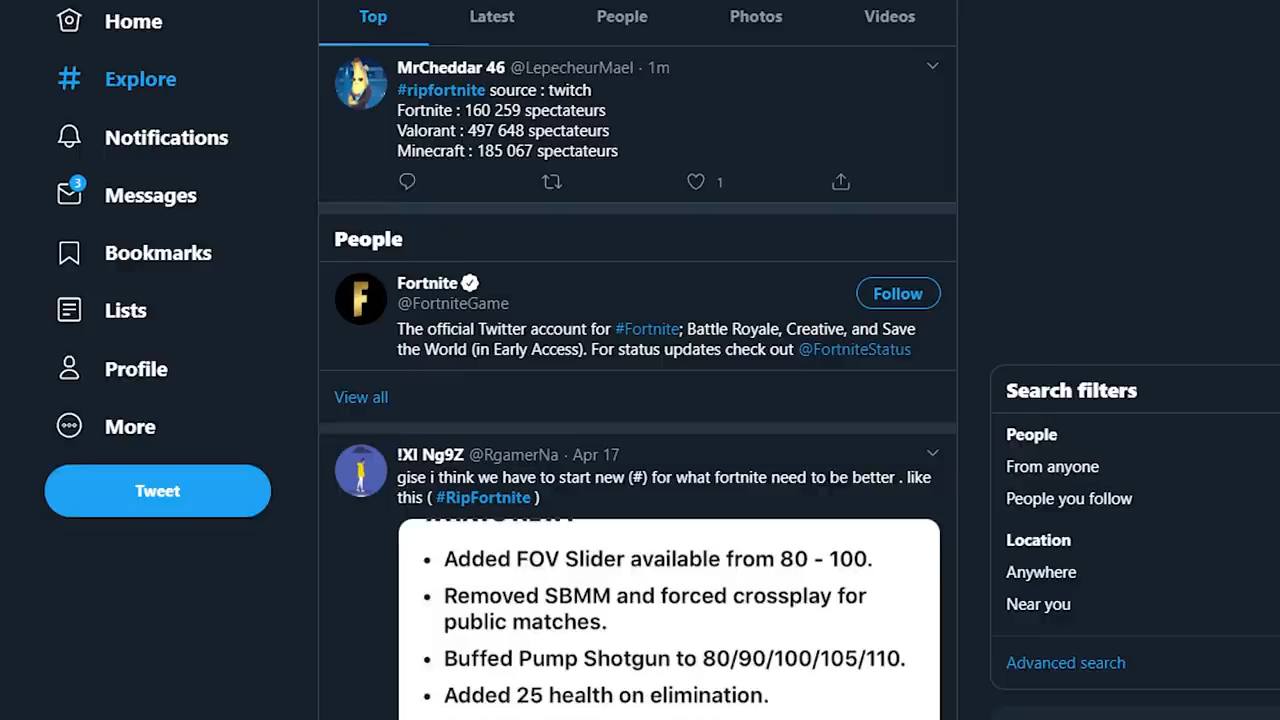 Home
Explore
Notifications
3
Messages
Bookmarks
Lists
Profile
More
Tweet
Top
Latest
People
Photos
Videos
MrCheddar 46 @LepecheurMael · 1m
#ripfortnite source : twitch
Fortnite : 160 259 spectateurs
Valorant : 497 648 spectateurs
Minecraft : 185 067 spectateurs
1
People
Fortnite
@FortniteGame
Follow
The official Twitter account for #Fortnite; Battle Royale, Creative, and Save
the World (in Early Access). For status updates check out @FortniteStatus
View all
!XI Ng9Z @RgamerNa · Apr 17
gise i think we have to start new (#) for what fortnite need to be better . like
this ( #RipFortnite )
• Added FOV Slider available from 80 - 100.
• Removed SBMM and forced crossplay for
public matches.
• Buffed Pump Shotgun to 80/90/100/105/110.
• Added 25 health on elimination.
Search filters
People
From anyone
People you follow
Location
Anywhere
Near you
Advanced search